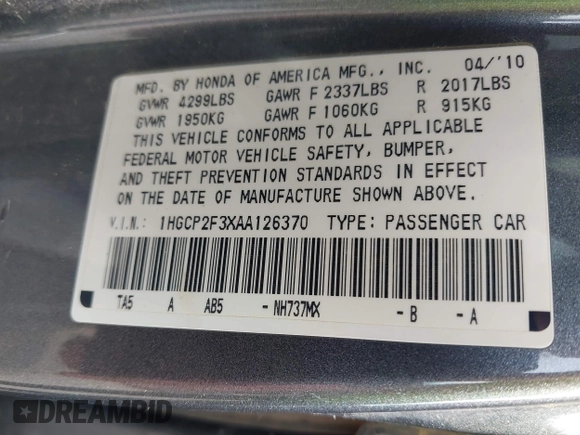 MFD. BY HONDA OF AMERICA MFG., INC. 04/'10
GVWR 4299LBS GAWR F 2337LBS R 2017LBS
GVWR 1950KG GAWR F 1060KG R 915KG
THIS VEHICLE CONFORMS TO ALL APPLICABLE
FEDERAL MOTOR VEHICLE SAFETY, BUMPER,
AND THEFT PREVENTION STANDARDS IN EFFECT
ON THE DATE OF MANUFACTURE SHOWN ABOVE.
V.I.N.: 1HGCP2F3XAA126370 TYPE: PASSENGER CAR
TA5 A AB5 - NH737MX - B - A
DREAMBID